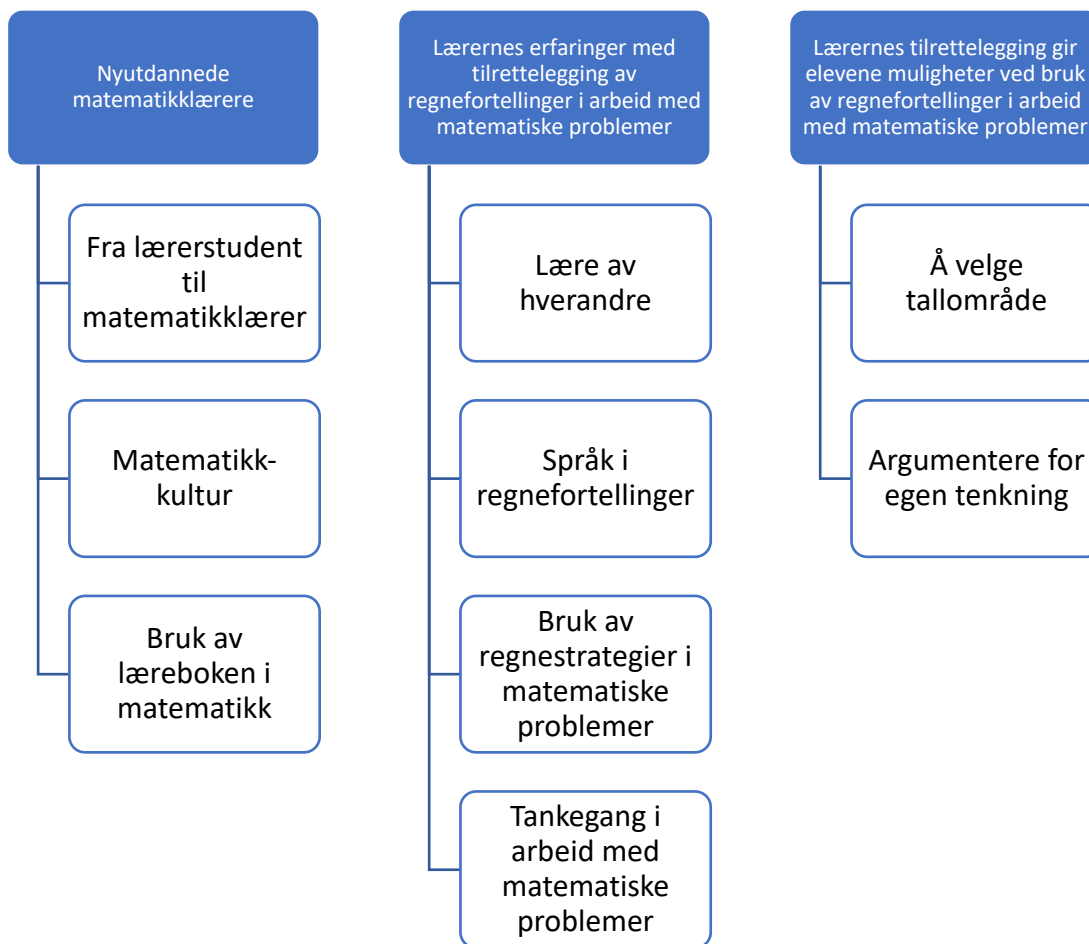 Nyutdannede
matematikklærere
Fra lærerstudent
til
matematikklærer
Matematikk-
kultur
Bruk av
læreboken i
matematikk
Lærernes erfaringer med
tilrettelegging av
regnefortellinger i arbeid med
matematiske problemer
Lære av
hverandre
Språk i
regnefortellinger
Bruk av
regnestrategier i
matematiske
problemer
Tankegang i
arbeid med
matematiske
problemer
Lærernes tilrettelegging gir
elevene muligheter ved bruk
av regnefortellinger i arbeid
med matematiske problemer
Å velge
tallområde
Argumentere for
egen tenkning